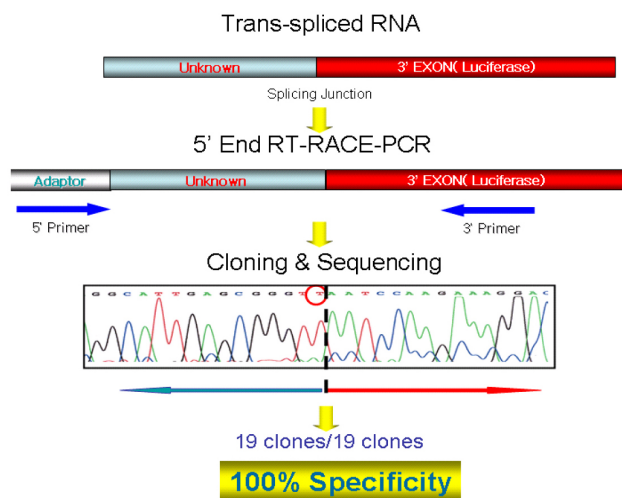 Trans-spliced RNA
Unknown 3' EXON( Luciferase)
Splicing Junction
5' End RT-RACE-PCR
Adaptor Unknown 3' EXON( Luciferase)
5' Primer 3' Primer
Cloning & Sequencing
G G C A T T G A G C G G G T T A A T C C A A G A A A G G A C
19 clones/19 clones
100% Specificity